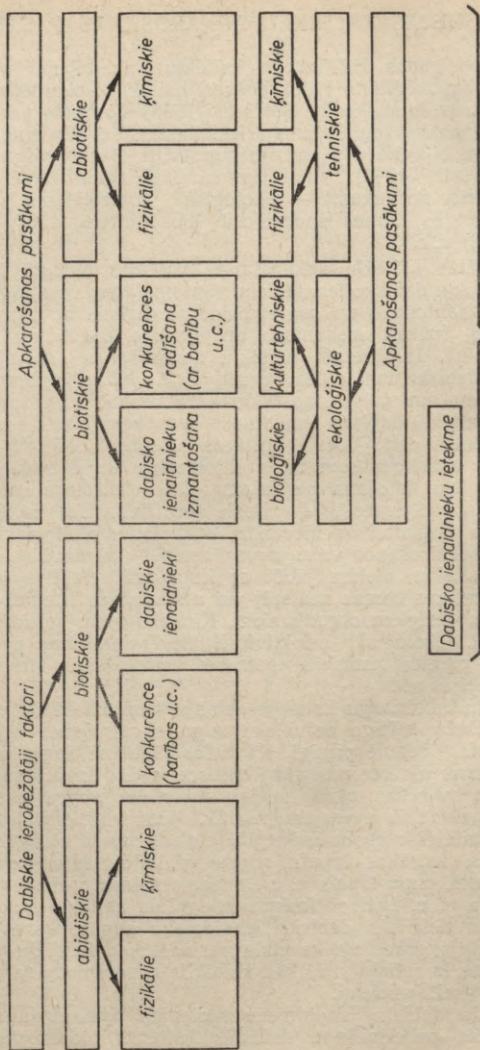 Dabiskie ierobežotāji faktori
Apkarošanas pasākumi
abiotiskie
biotiskie
biotiskie
abiotiskie
fizikālie
ķīmiskie
konkurence
(barības u.c.)
dabiskie
ienaidnieki
dabisko
ienaidnieku
izmantošana
konkurences
radīšana
(ar barību
u. c.)
fizikālie
ķīmiskie
bioloģiskie
kultūrtehniskie
fizikālie
ķīmiskie
ekoloģiskie
tehniskie
Apkarošanas pasākumi
Dabisko ienaidnieku ietekme